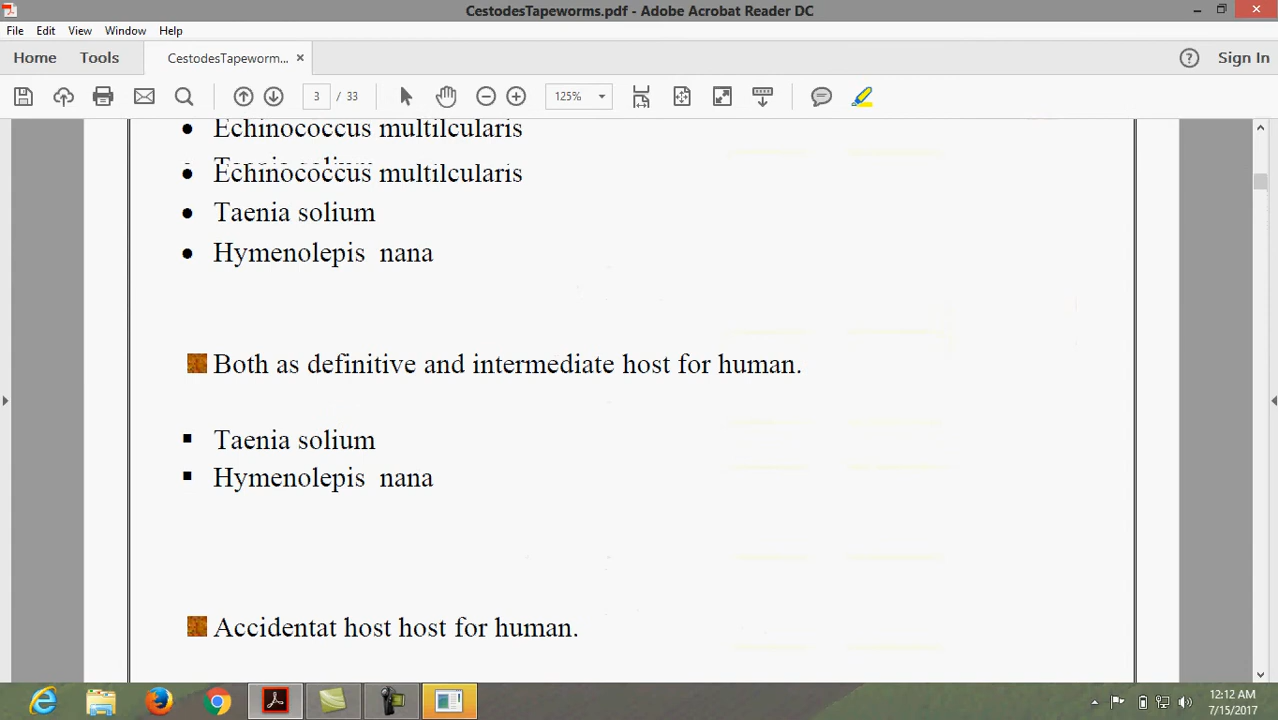 CestodesTapeworms.pdf - Adobe Acrobat Reader DC
File Edit View Window Help
Home Tools CestodesTapeworm... × Sign In
3 / 33 125%
• Echinococcus multilcularis
• Echinococcus multilcularis
• Taenia solium
• Hymenolepis nana
Both as definitive and intermediate host for human.
▪ Taenia solium
▪ Hymenolepis nana
Accidentat host host for human.
12:12 AM
7/15/2017